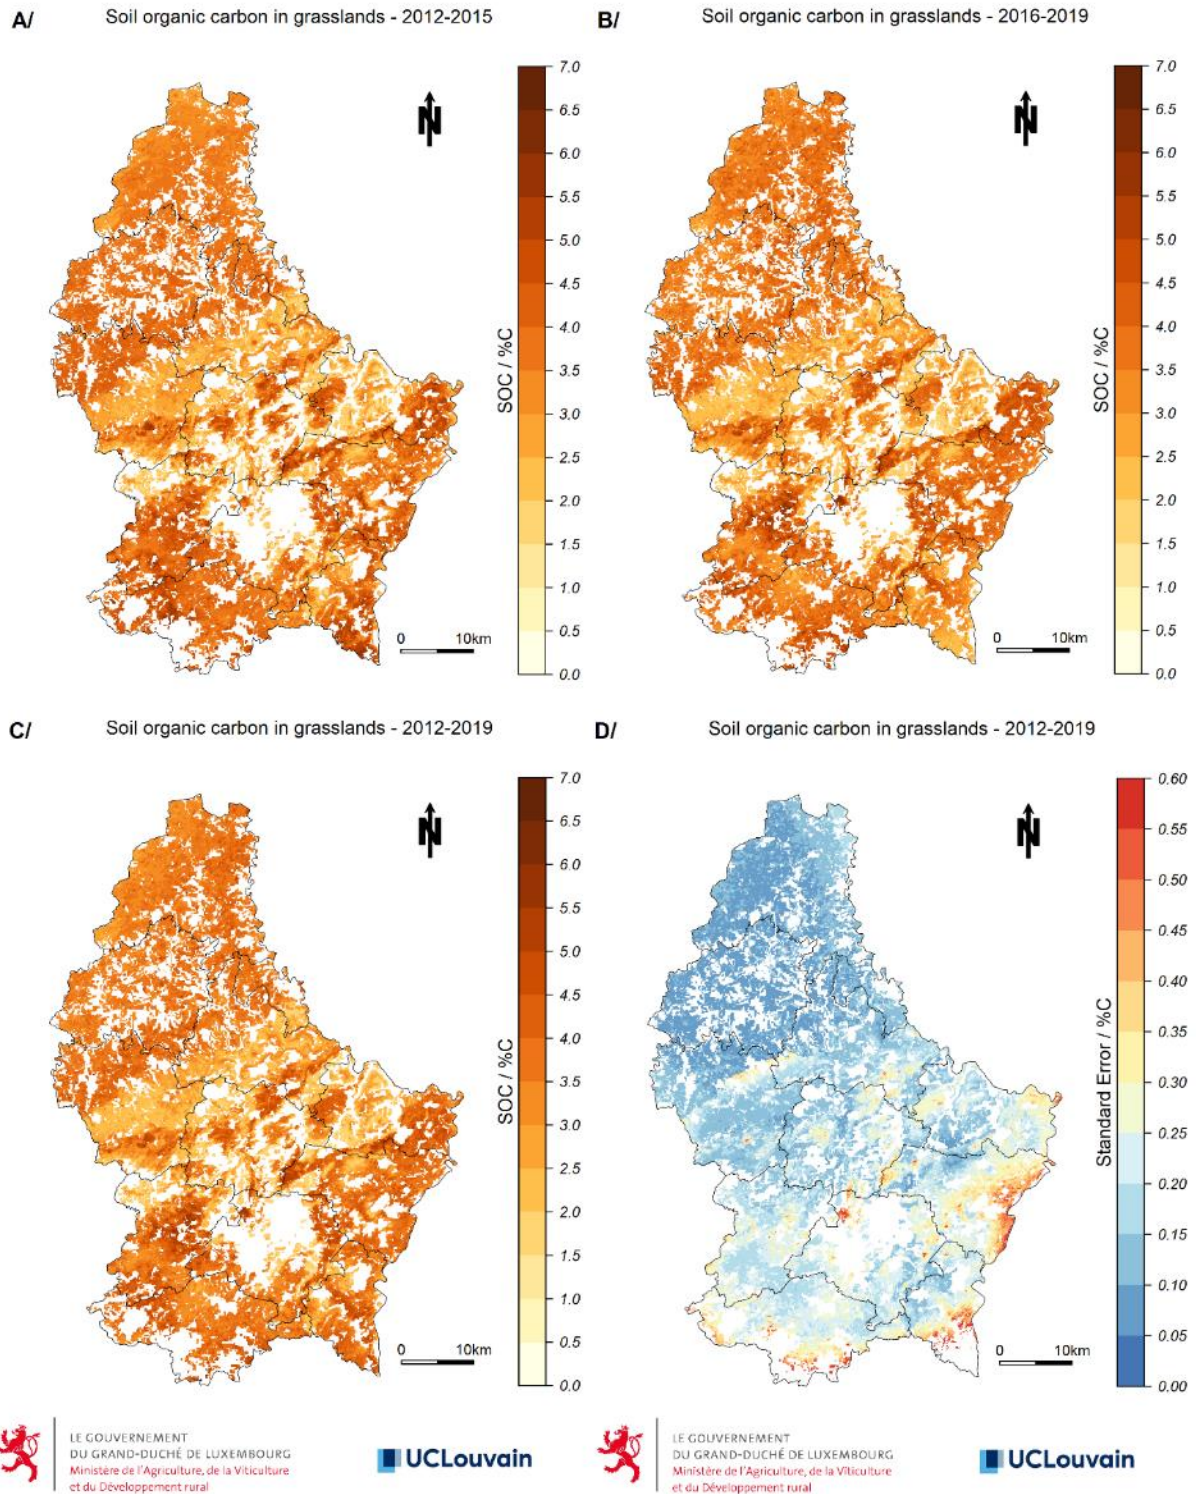 A/ Soil organic carbon in grasslands - 2012-2015
7.0
6.5
6.0
5.5
5.0
4.5
4.0
3.5
3.0
2.5
2.0
1.5
1.0
0.5
0.0
SOC / %C
N
0 10km
B/ Soil organic carbon in grasslands - 2016-2019
7.0
6.5
6.0
5.5
5.0
4.5
4.0
3.5
3.0
2.5
2.0
1.5
1.0
0.5
0.0
SOC / %C
N
0 10km
C/ Soil organic carbon in grasslands - 2012-2019
7.0
6.5
6.0
5.5
5.0
4.5
4.0
3.5
3.0
2.5
2.0
1.5
1.0
0.5
0.0
SOC / %C
N
0 10km
D/ Soil organic carbon in grasslands - 2012-2019
0.60
0.55
0.50
0.45
0.40
0.35
0.30
0.25
0.20
0.15
0.10
0.05
0.00
Standard Error / %C
N
0 10km
LE GOUVERNEMENT
DU GRAND-DUCHÉ DE LUXEMBOURG
Ministère de l'Agriculture, de la Viticulture
et du Développement rural
UCLouvain
LE GOUVERNEMENT
DU GRAND-DUCHÉ DE LUXEMBOURG
Ministère de l'Agriculture, de la Viticulture
et du Développement rural
UCLouvain